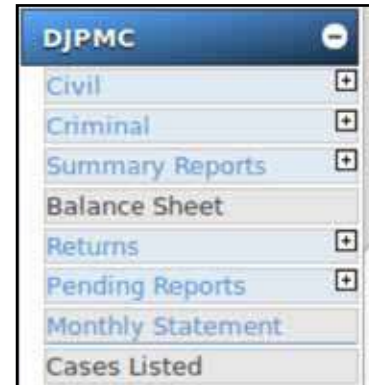 DJPMC
Civil
Criminal
Summary Reports
Balance Sheet
Returns
Pending Reports
Monthly Statement
Cases Listed